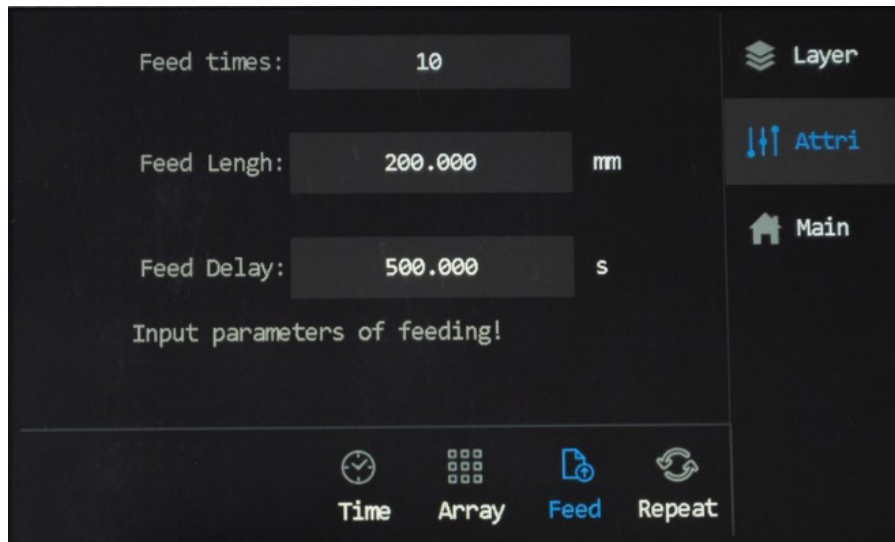 Feed times: 10
Layer
Attri
Feed Lengh: 200.000 mm
Main
Feed Delay: 500.000 s
Input parameters of feeding!
Time Array Feed Repeat